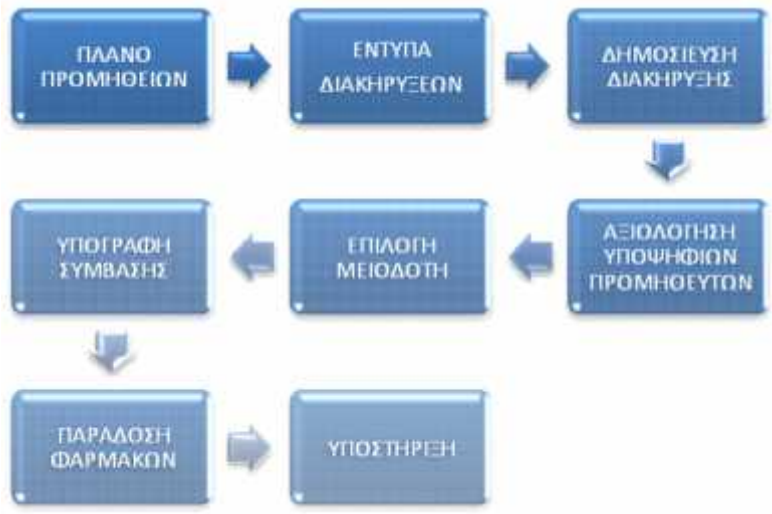 ΠΛΑΝΟ
ΠΡΟΜΗΘΕΙΩΝ
ΕΝΤΥΠΑ
ΔΙΑΚΗΡΥΞΕΩΝ
ΔΗΜΟΣΙΕΥΣΗ
ΔΙΑΚΗΡΥΞΗΣ
ΑΞΙΟΛΟΓΗΣΗ
ΥΠΟΨΗΦΙΩΝ
ΠΡΟΜΗΘΕΥΤΩΝ
ΕΠΙΛΟΓΗ
ΜΕΙΟΔΟΤΗ
ΥΠΟΓΡΑΦΗ
ΣΥΜΒΑΣΗΣ
ΠΑΡΑΔΟΣΗ
ΦΑΡΜΑΚΩΝ
ΥΠΟΣΤΗΡΙΞΗ